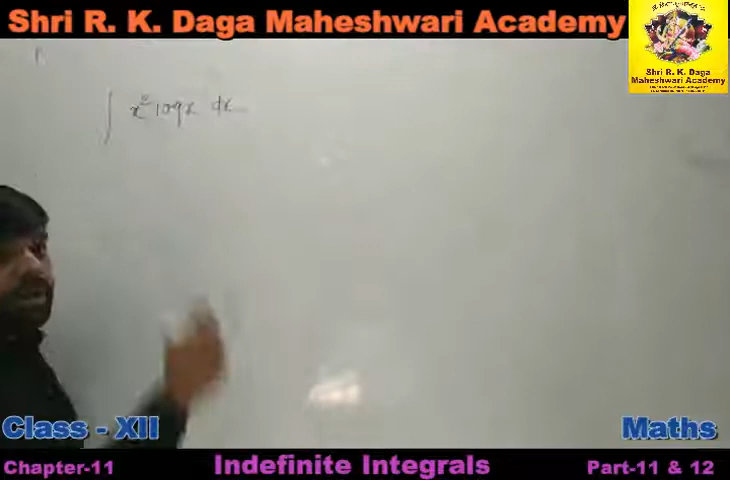 Shri R. K. Daga Maheshwari Academy
Shri R. K. Daga
Maheshwari Academy
∫ x² logx dx
Class - XII
Maths
Chapter-11
Indefinite Integrals
Part-11 & 12